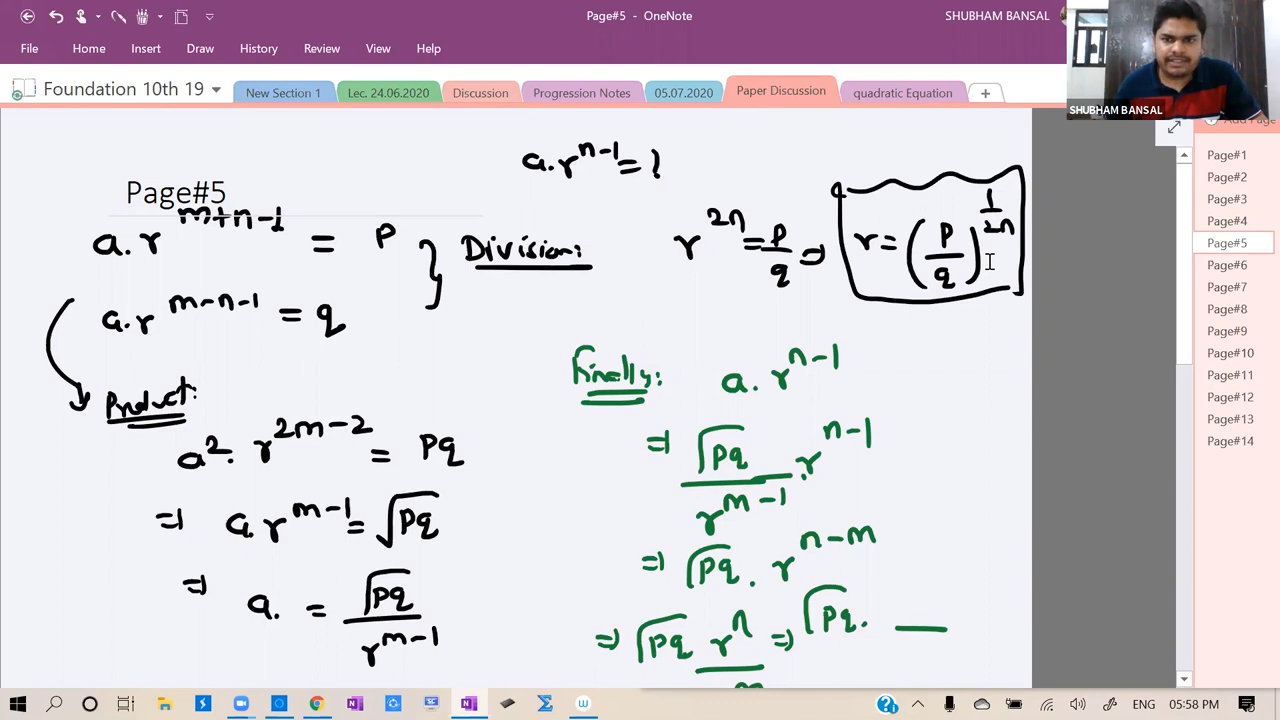 Page#5 - OneNote
SHUBHAM BANSAL
File Home Insert Draw History Review View Help
Foundation 10th 19
New Section 1 Lec. 24.06.2020 Discussion Progression Notes 05.07.2020 Paper Discussion quadratic Equation
SHUBHAM BANSAL
Add Page
Page#1
Page#2
Page#3
Page#4
Page#5
Page#6
Page#7
Page#8
Page#9
Page#10
Page#11
Page#12
Page#13
Page#14
a.r^{n-1} = ?
Page#5
a.r^{m+n-1} = p
Division:
r^{2n} = p/q ⇒ r = (p/q)^{1/2n}
a.r^{m-n-1} = q
Product:
a². r^{2m-2} = pq
⇒ a.r^{m-1} = √pq
⇒ a. = √pq / r^{m-1}
Finally: a. r^{n-1}
⇒ √pq / r^{m-1} . r^{n-1}
⇒ √pq . r^{n-m}
⇒ √pq r^n / m ⇒ √pq. __
ENG 05:58 PM